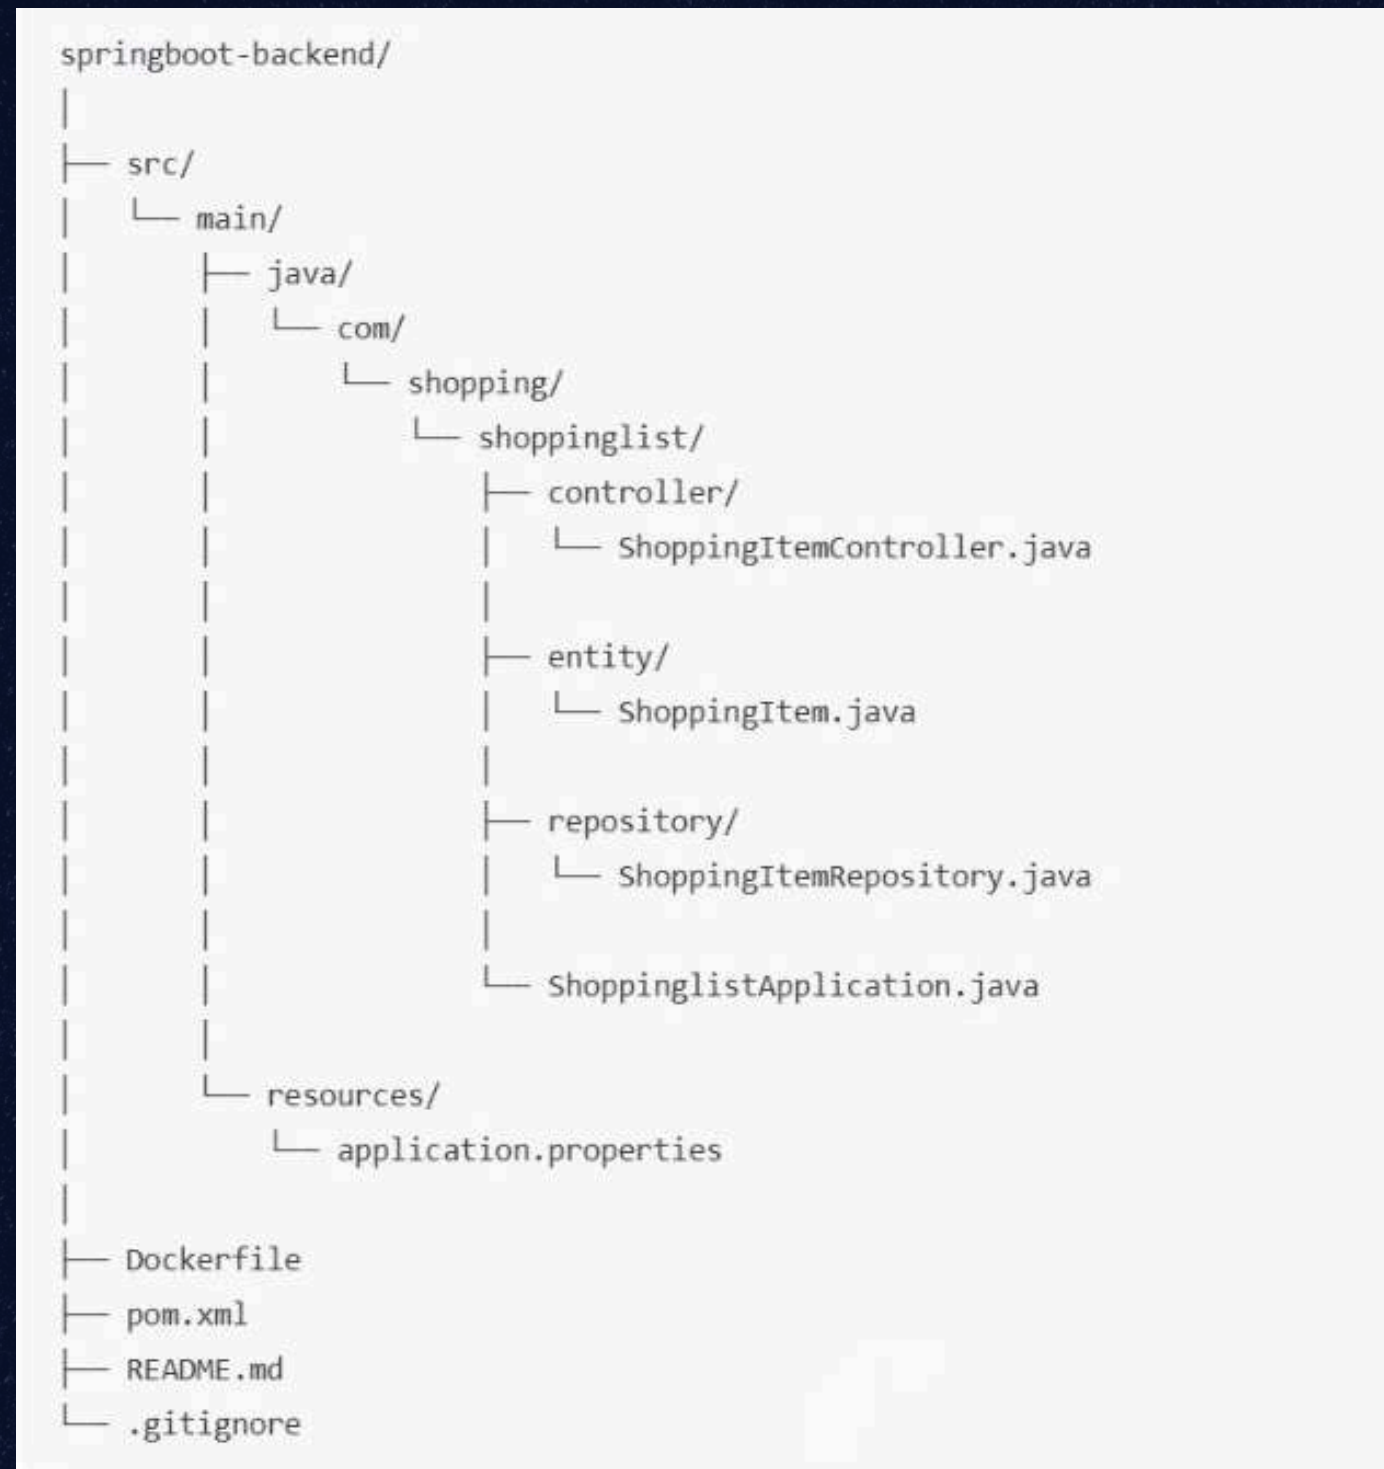 springboot-backend/
│
├── src/
│   └── main/
│       ├── java/
│       │   └── com/
│       │       └── shopping/
│       │           └── shoppinglist/
│       │               ├── controller/
│       │               │   └── ShoppingItemController.java
│       │               │
│       │               ├── entity/
│       │               │   └── ShoppingItem.java
│       │               │
│       │               ├── repository/
│       │               │   └── ShoppingItemRepository.java
│       │               │
│       │               └── ShoppinglistApplication.java
│       │
│       └── resources/
│           └── application.properties
│
├── Dockerfile
├── pom.xml
├── README.md
└── .gitignore